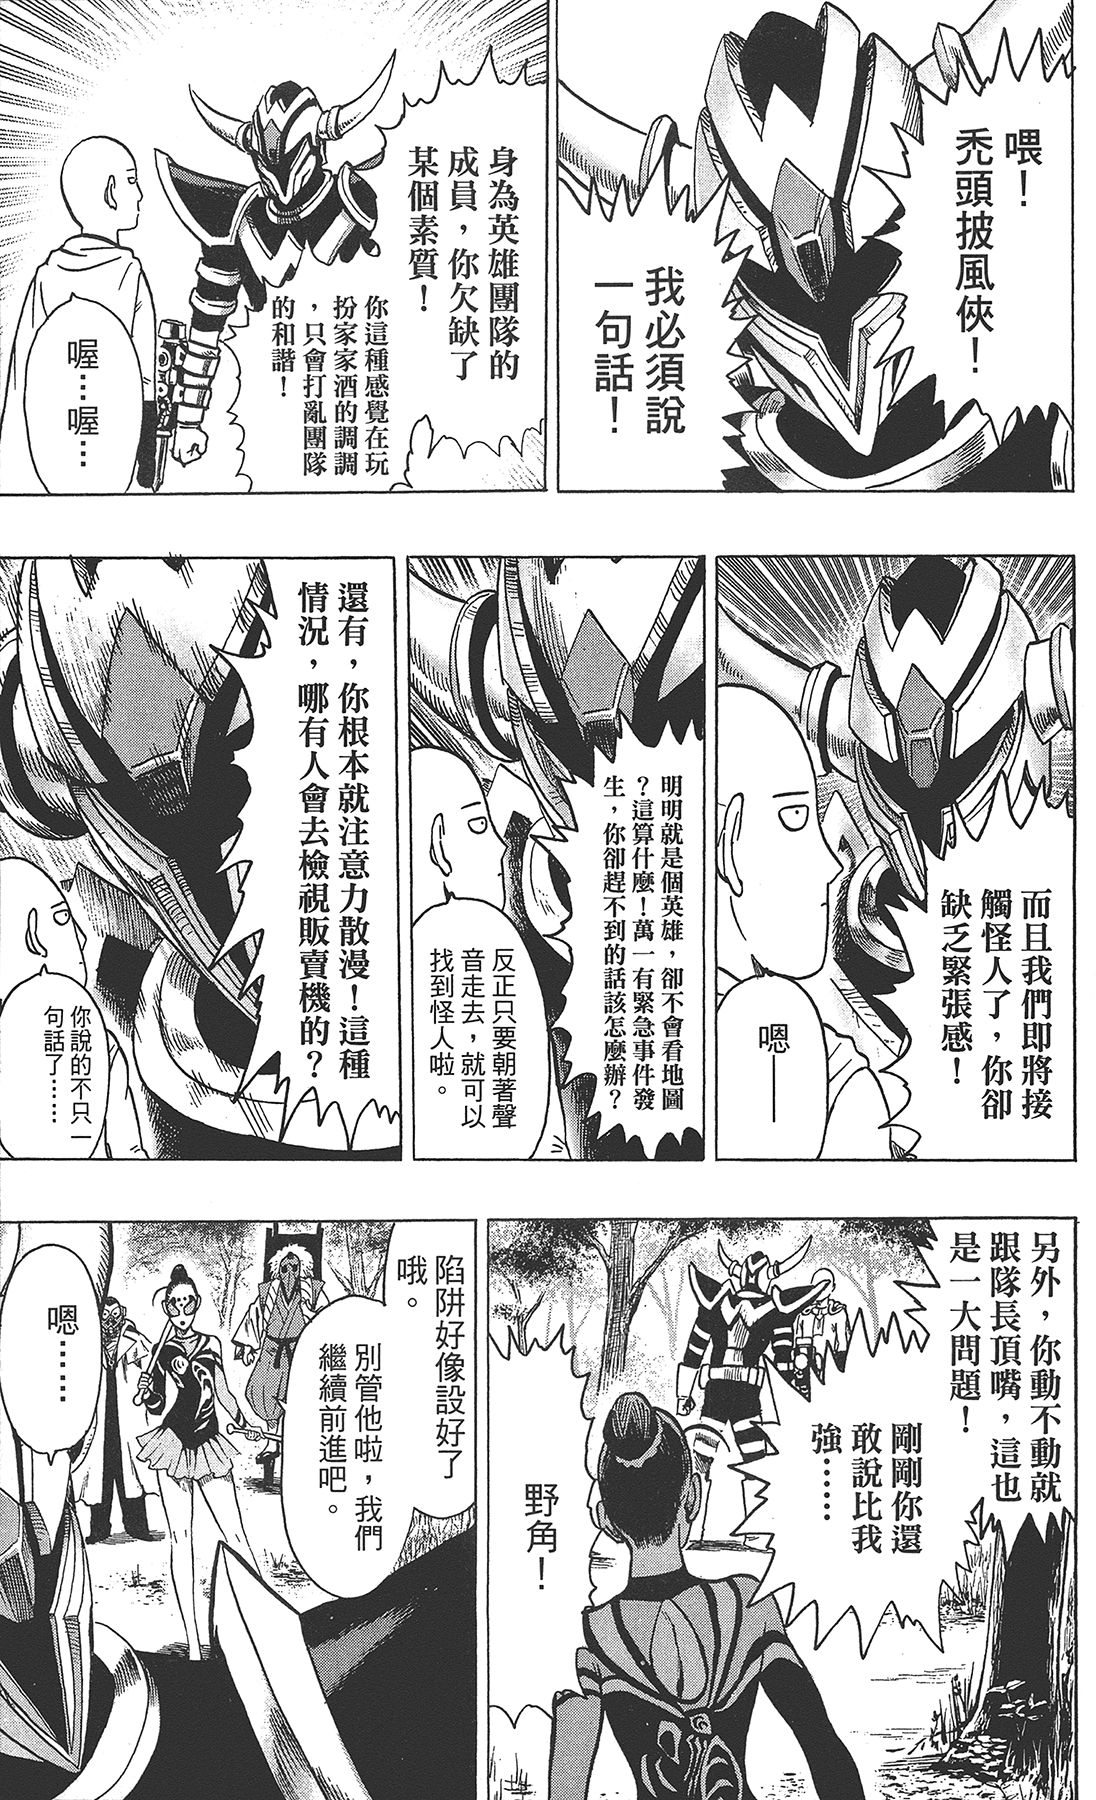 喂！
禿頭披風俠！
我必須說
一句話！
身為英雄團隊的
成員，你欠缺了
某個素質！
你這種感覺在玩
扮家家酒的調調
，只會打亂團隊
的和諧！
喔…喔…
而且我們即將接
觸怪人了，你卻
缺乏緊張感！
嗯—
明明就是個英雄，卻不會看地圖
？這算什麼！萬一有緊急事件發
生，你卻趕不到的話該怎麼辦？
反正只要朝著聲
音走去，就可以
找到怪人啦。
還有，你根本就注意力散漫！這種
情況，哪有人會去檢視販賣機的？
你說的不只一
句話了……
另外，你動不動就
跟隊長頂嘴，這也
是一大問題！
剛剛你還
敢說比我
強……
野角！
陷阱好像設好了
哦。
別管他啦，我們
繼續前進吧。
嗯……